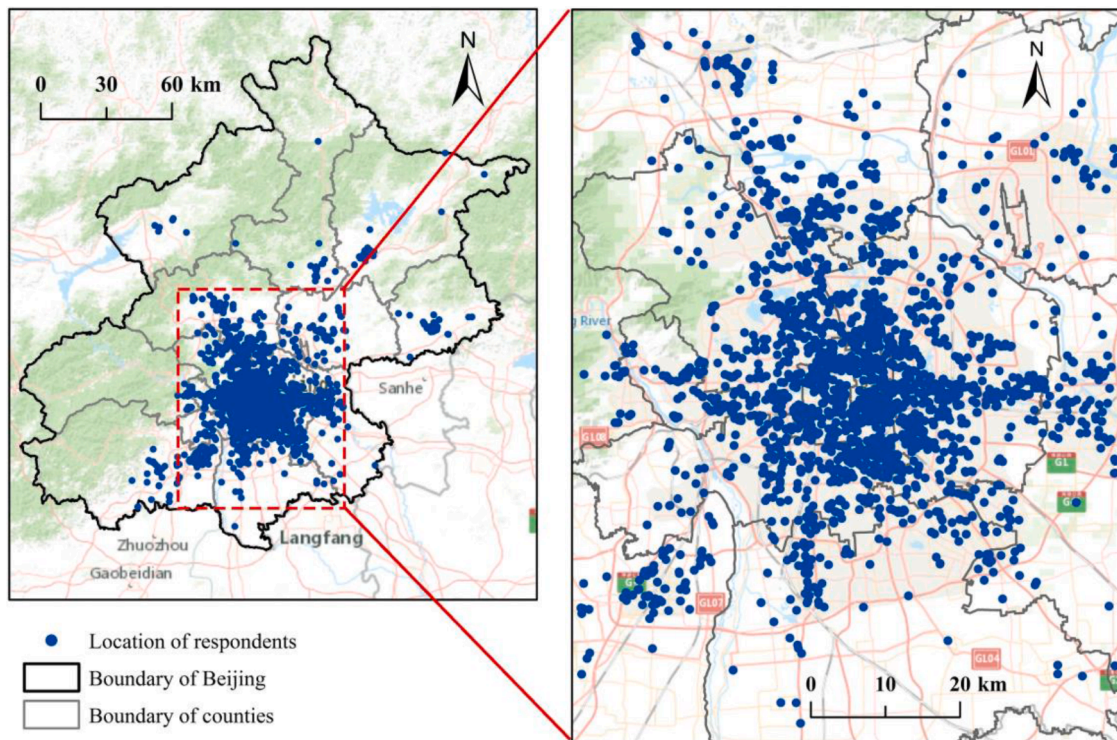 N
0 30 60 km
Sanhe
Langfang
Zhuozhou
Gaobeidian
Location of respondents
Boundary of Beijing
Boundary of counties
N
GL01
River
GL08
G1
GL07
GL04
0 10 20 km